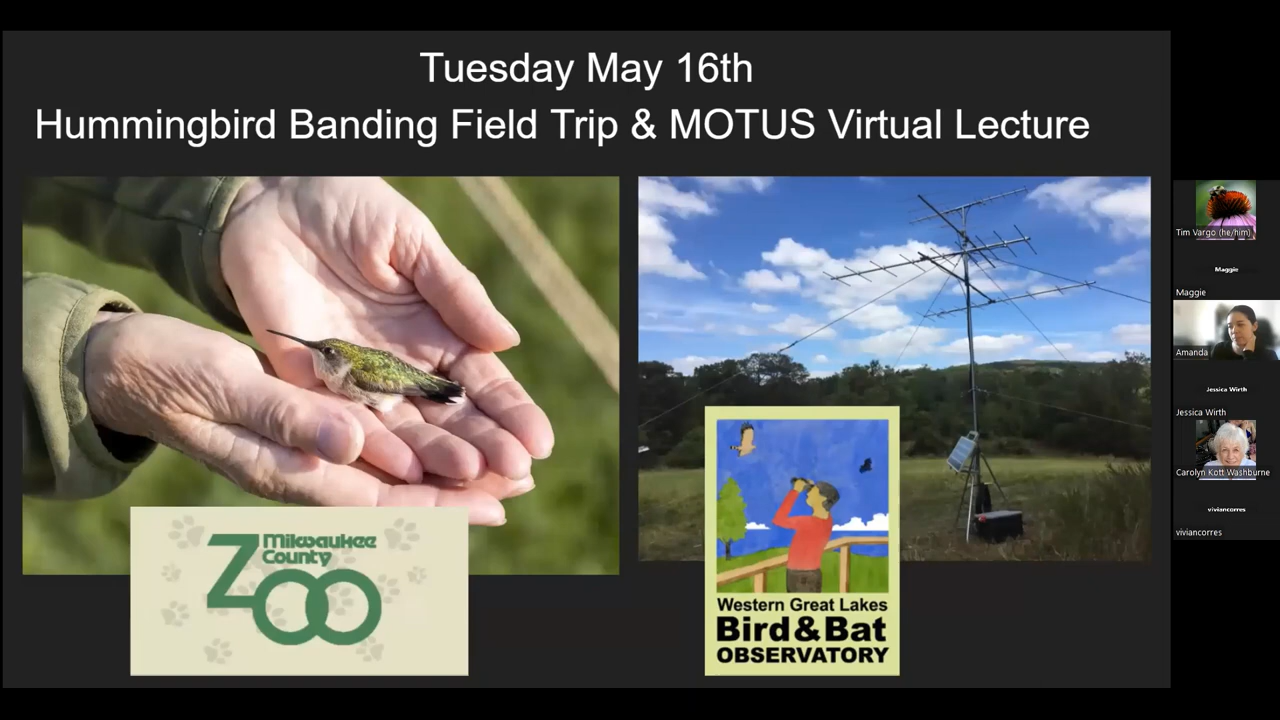 Tuesday May 16th
Hummingbird Banding Field Trip & MOTUS Virtual Lecture
Milwaukee
County
Zoo
Western Great Lakes
Bird&Bat
OBSERVATORY
Tim Vargo (he/him)
Maggie
Maggie
Amanda
Jessica Wirth
Jessica Wirth
Carolyn Kott Washburne
viviancorres
viviancorres